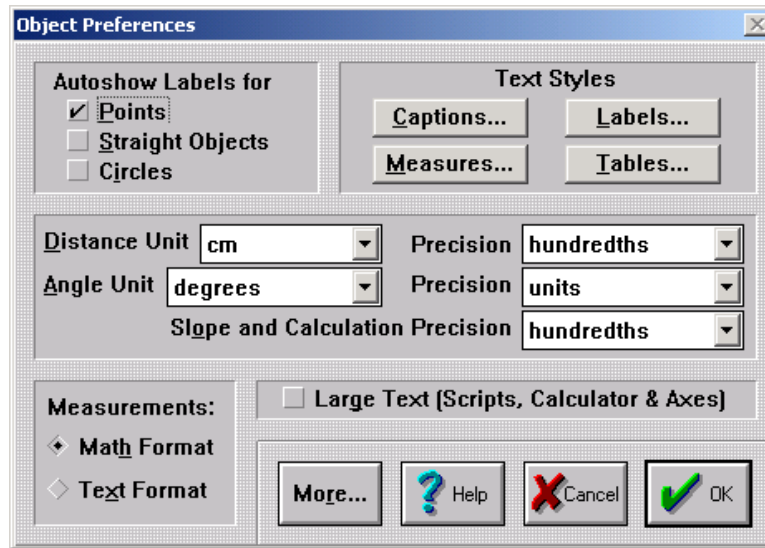 Object Preferences
Autoshow Labels for
Points
Straight Objects
Circles
Text Styles
Captions...
Labels...
Measures...
Tables...
Distance Unit cm Precision hundredths
Angle Unit degrees Precision units
Slope and Calculation Precision hundredths
Measurements:
Math Format
Text Format
Large Text (Scripts, Calculator & Axes)
More... ? Help Cancel OK